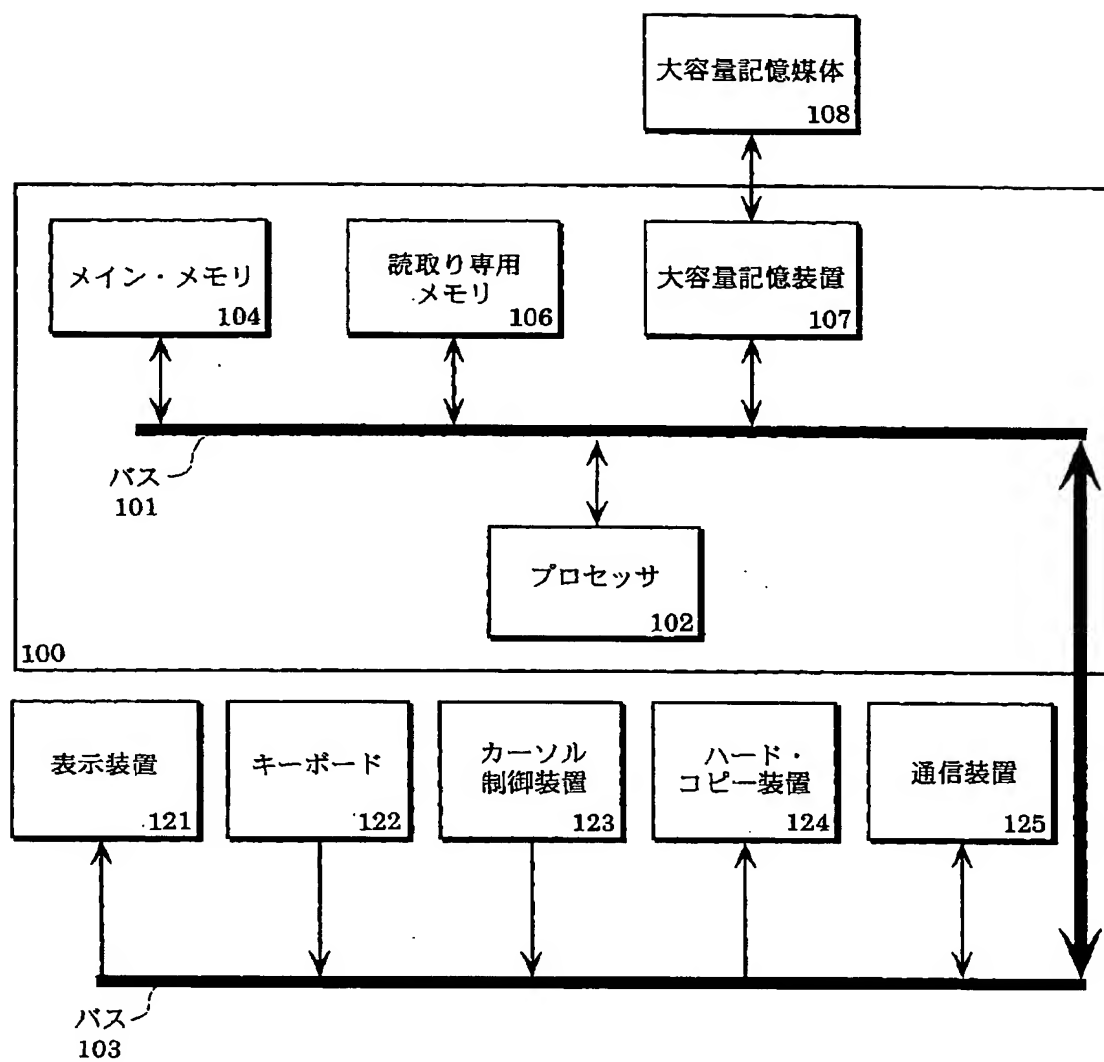 大容量記憶媒体
108
メイン・メモリ
104
読取り専用
メモリ
106
大容量記憶装置
107
バス
101
プロセッサ
102
100
表示装置
121
キーボード
122
カーソル
制御装置
123
ハード・
コピー装置
124
通信装置
125
バス
103